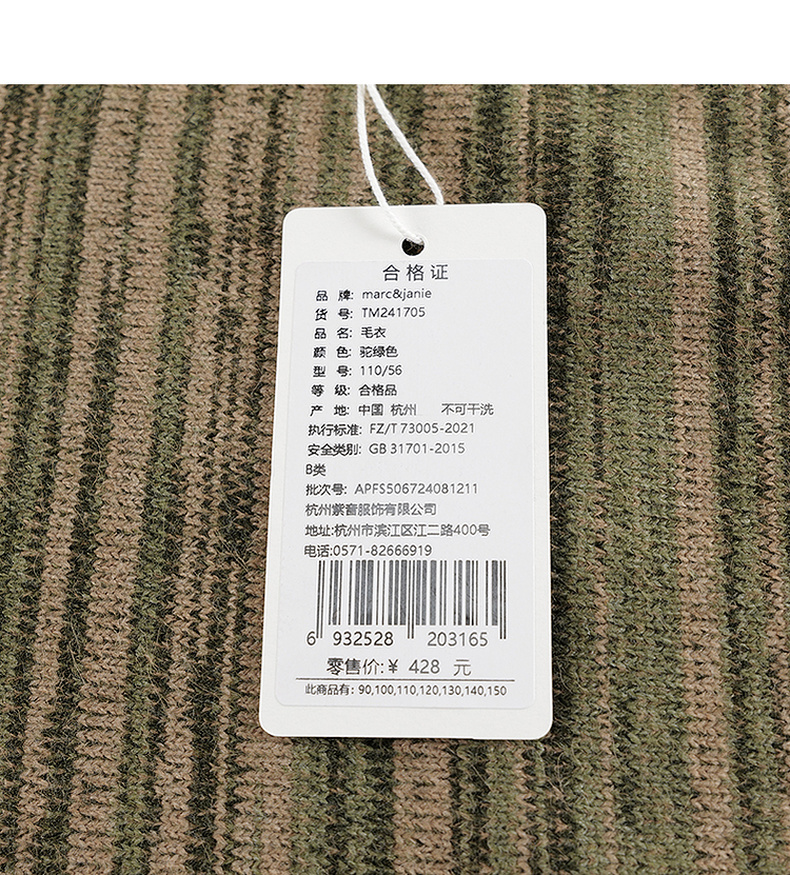 合格证
品 牌: marc&janie
货 号: TM241705
品 名: 毛衣
颜 色: 驼绿色
型 号: 110/56
等 级: 合格品
产 地: 中国 杭州 不可干洗
执行标准: FZ/T 73005-2021
安全类别: GB 31701-2015
B类
批次号: APFS506724081211
杭州紫音服饰有限公司
地址:杭州市滨江区江二路400号
电话:0571-82666919
6 932528 203165
零售价:¥ 428 元
此商品有: 90,100,110,120,130,140,150